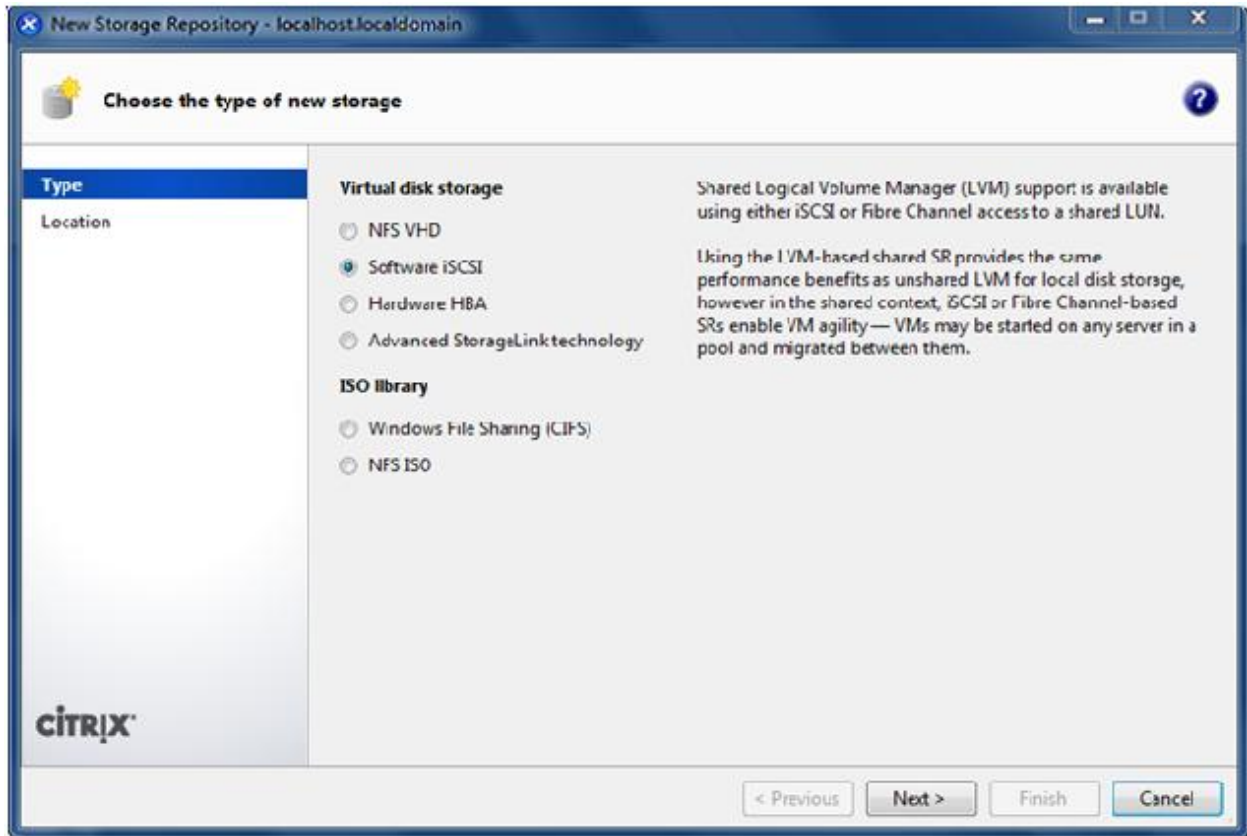 New Storage Repository - localhost.localdomain
Choose the type of new storage
?
Type
Location
Virtual disk storage
NFS VHD
Software iSCSI
Hardware HBA
Advanced StorageLink technology
ISO library
Windows File Sharing (CIFS)
NFS ISO
Shared Logical Volume Manager (LVM) support is available
using either iSCSI or Fibre Channel access to a shared LUN.
Using the LVM-based shared SR provides the same
performance benefits as unshared LVM for local disk storage,
however in the shared context, iSCSI or Fibre Channel-based
SRs enable VM agility — VMs may be started on any server in a
pool and migrated between them.
CİTRIX
< Previous
Next >
Finish
Cancel